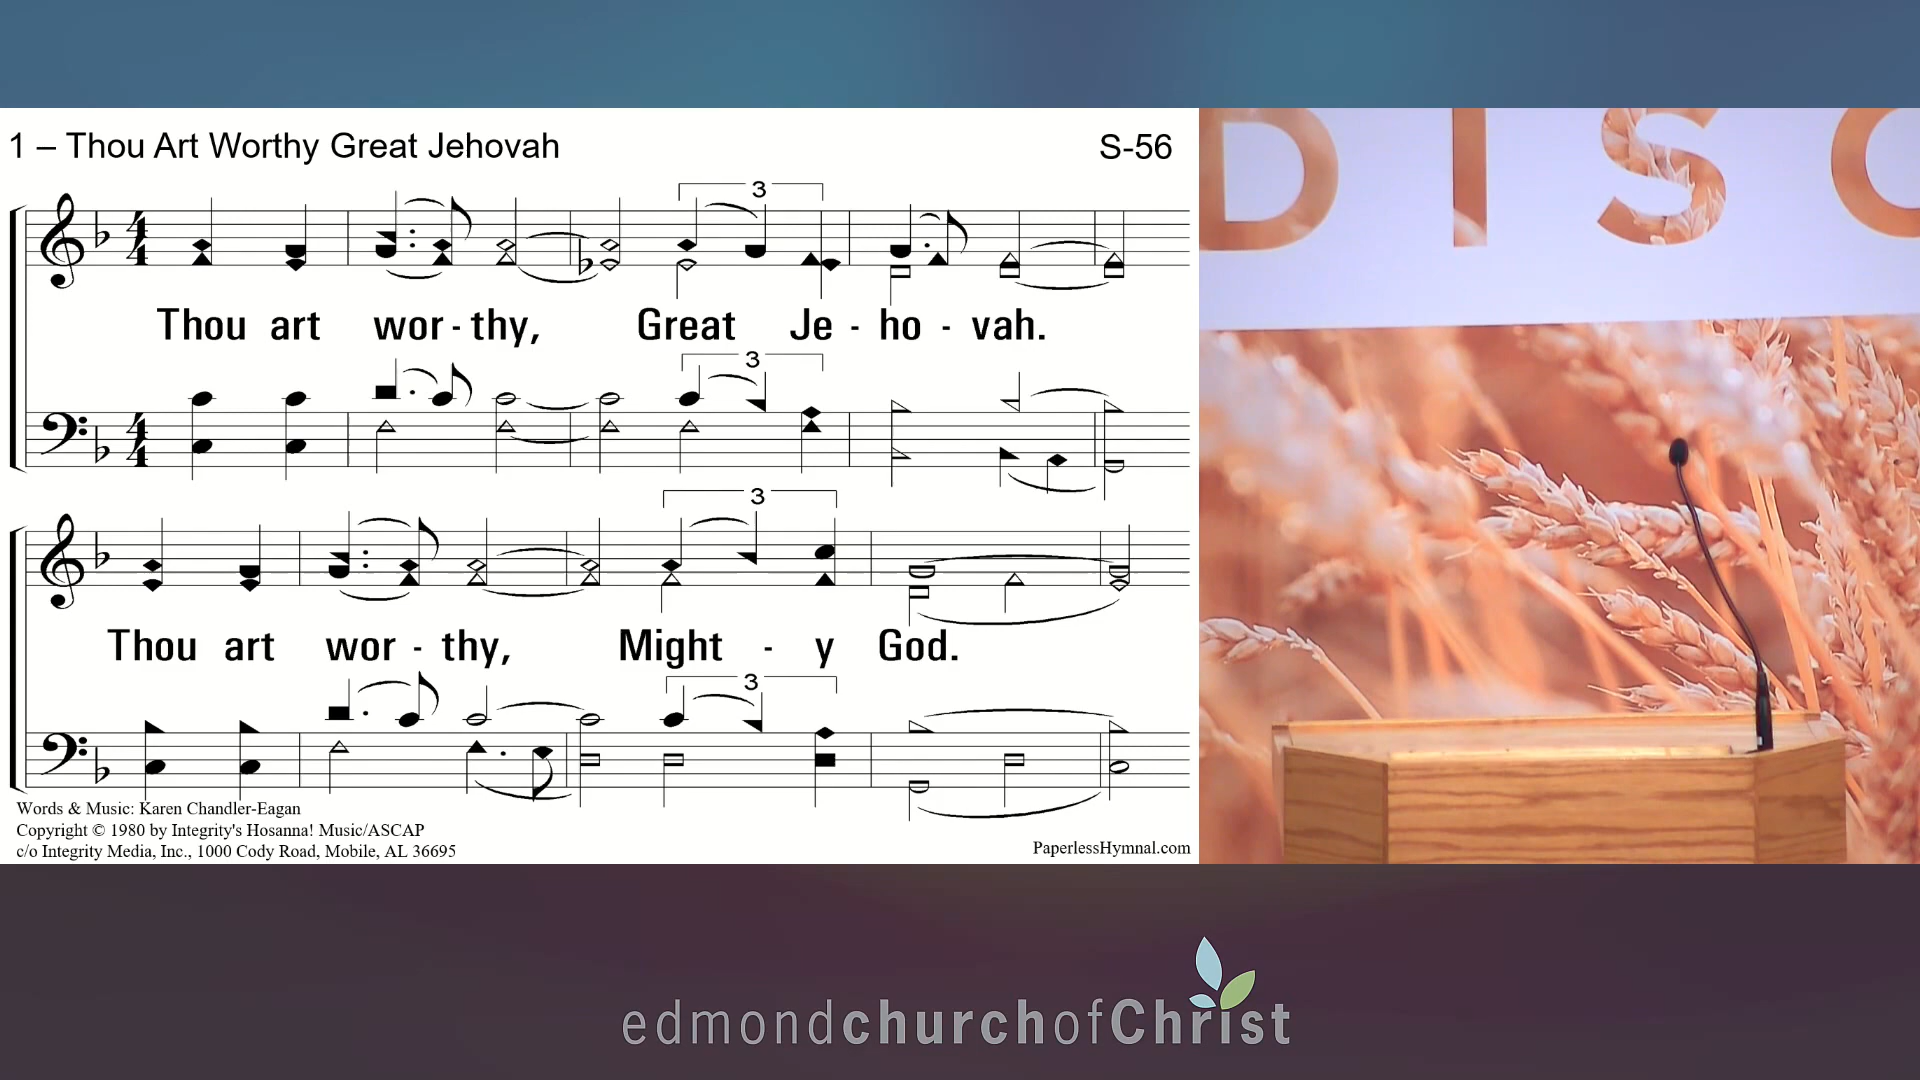 1 – Thou Art Worthy Great Jehovah
S-56
3
Thou art wor - thy, Great Je - ho - vah.
3
3
Thou art wor - thy, Might - y God.
3
Words & Music: Karen Chandler-Eagan
Copyright © 1980 by Integrity's Hosanna! Music/ASCAP
c/o Integrity Media, Inc., 1000 Cody Road, Mobile, AL 36695
PaperlessHymnal.com
DISC
edmondchurchofChrist